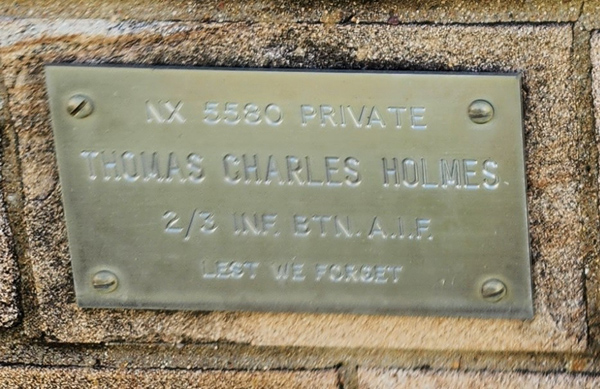 NX 5580 PRIVATE
THOMAS CHARLES HOLMES.
2/3 INF. BTN. A.I.F.
LEST WE FORGET